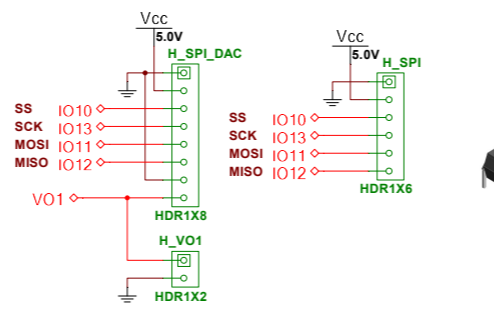 Vcc
5.0V
H_SPI_DAC
SS IO10
SCK IO13
MOSI IO11
MISO IO12
VO1
HDR1X8
H_VO1
HDR1X2
Vcc
5.0V
H_SPI
SS IO10
SCK IO13
MOSI IO11
MISO IO12
HDR1X6